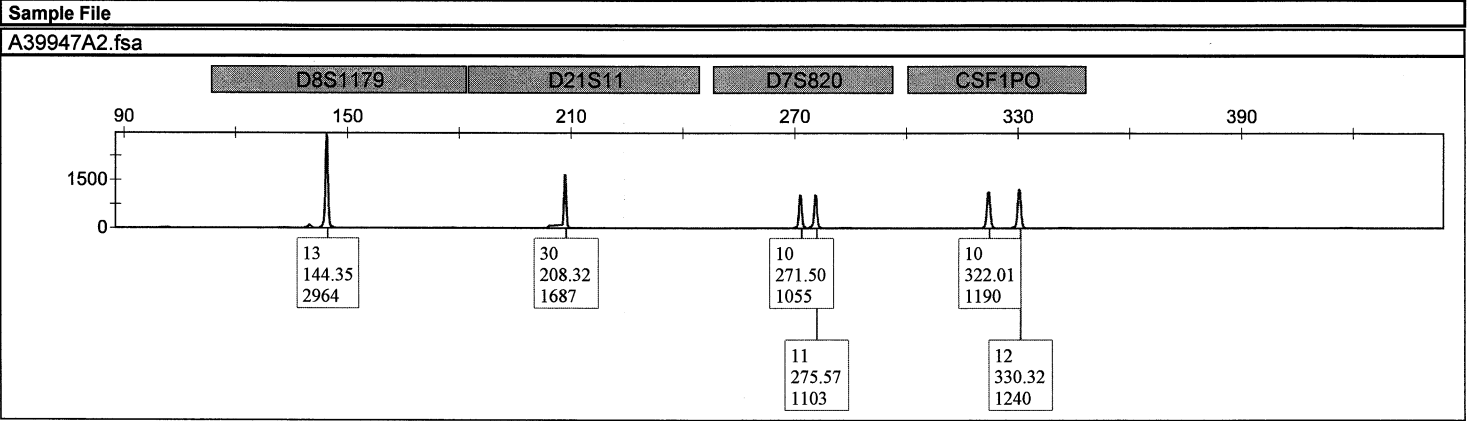 Sample File
A39947A2.fsa
D8S1179 D21S11 D7S820 CSF1PO
90 150 210 270 330 390
1500
0
13 30 10 10
144.35 208.32 271.50 322.01
2964 1687 1055 1190
11 12
275.57 330.32
1103 1240